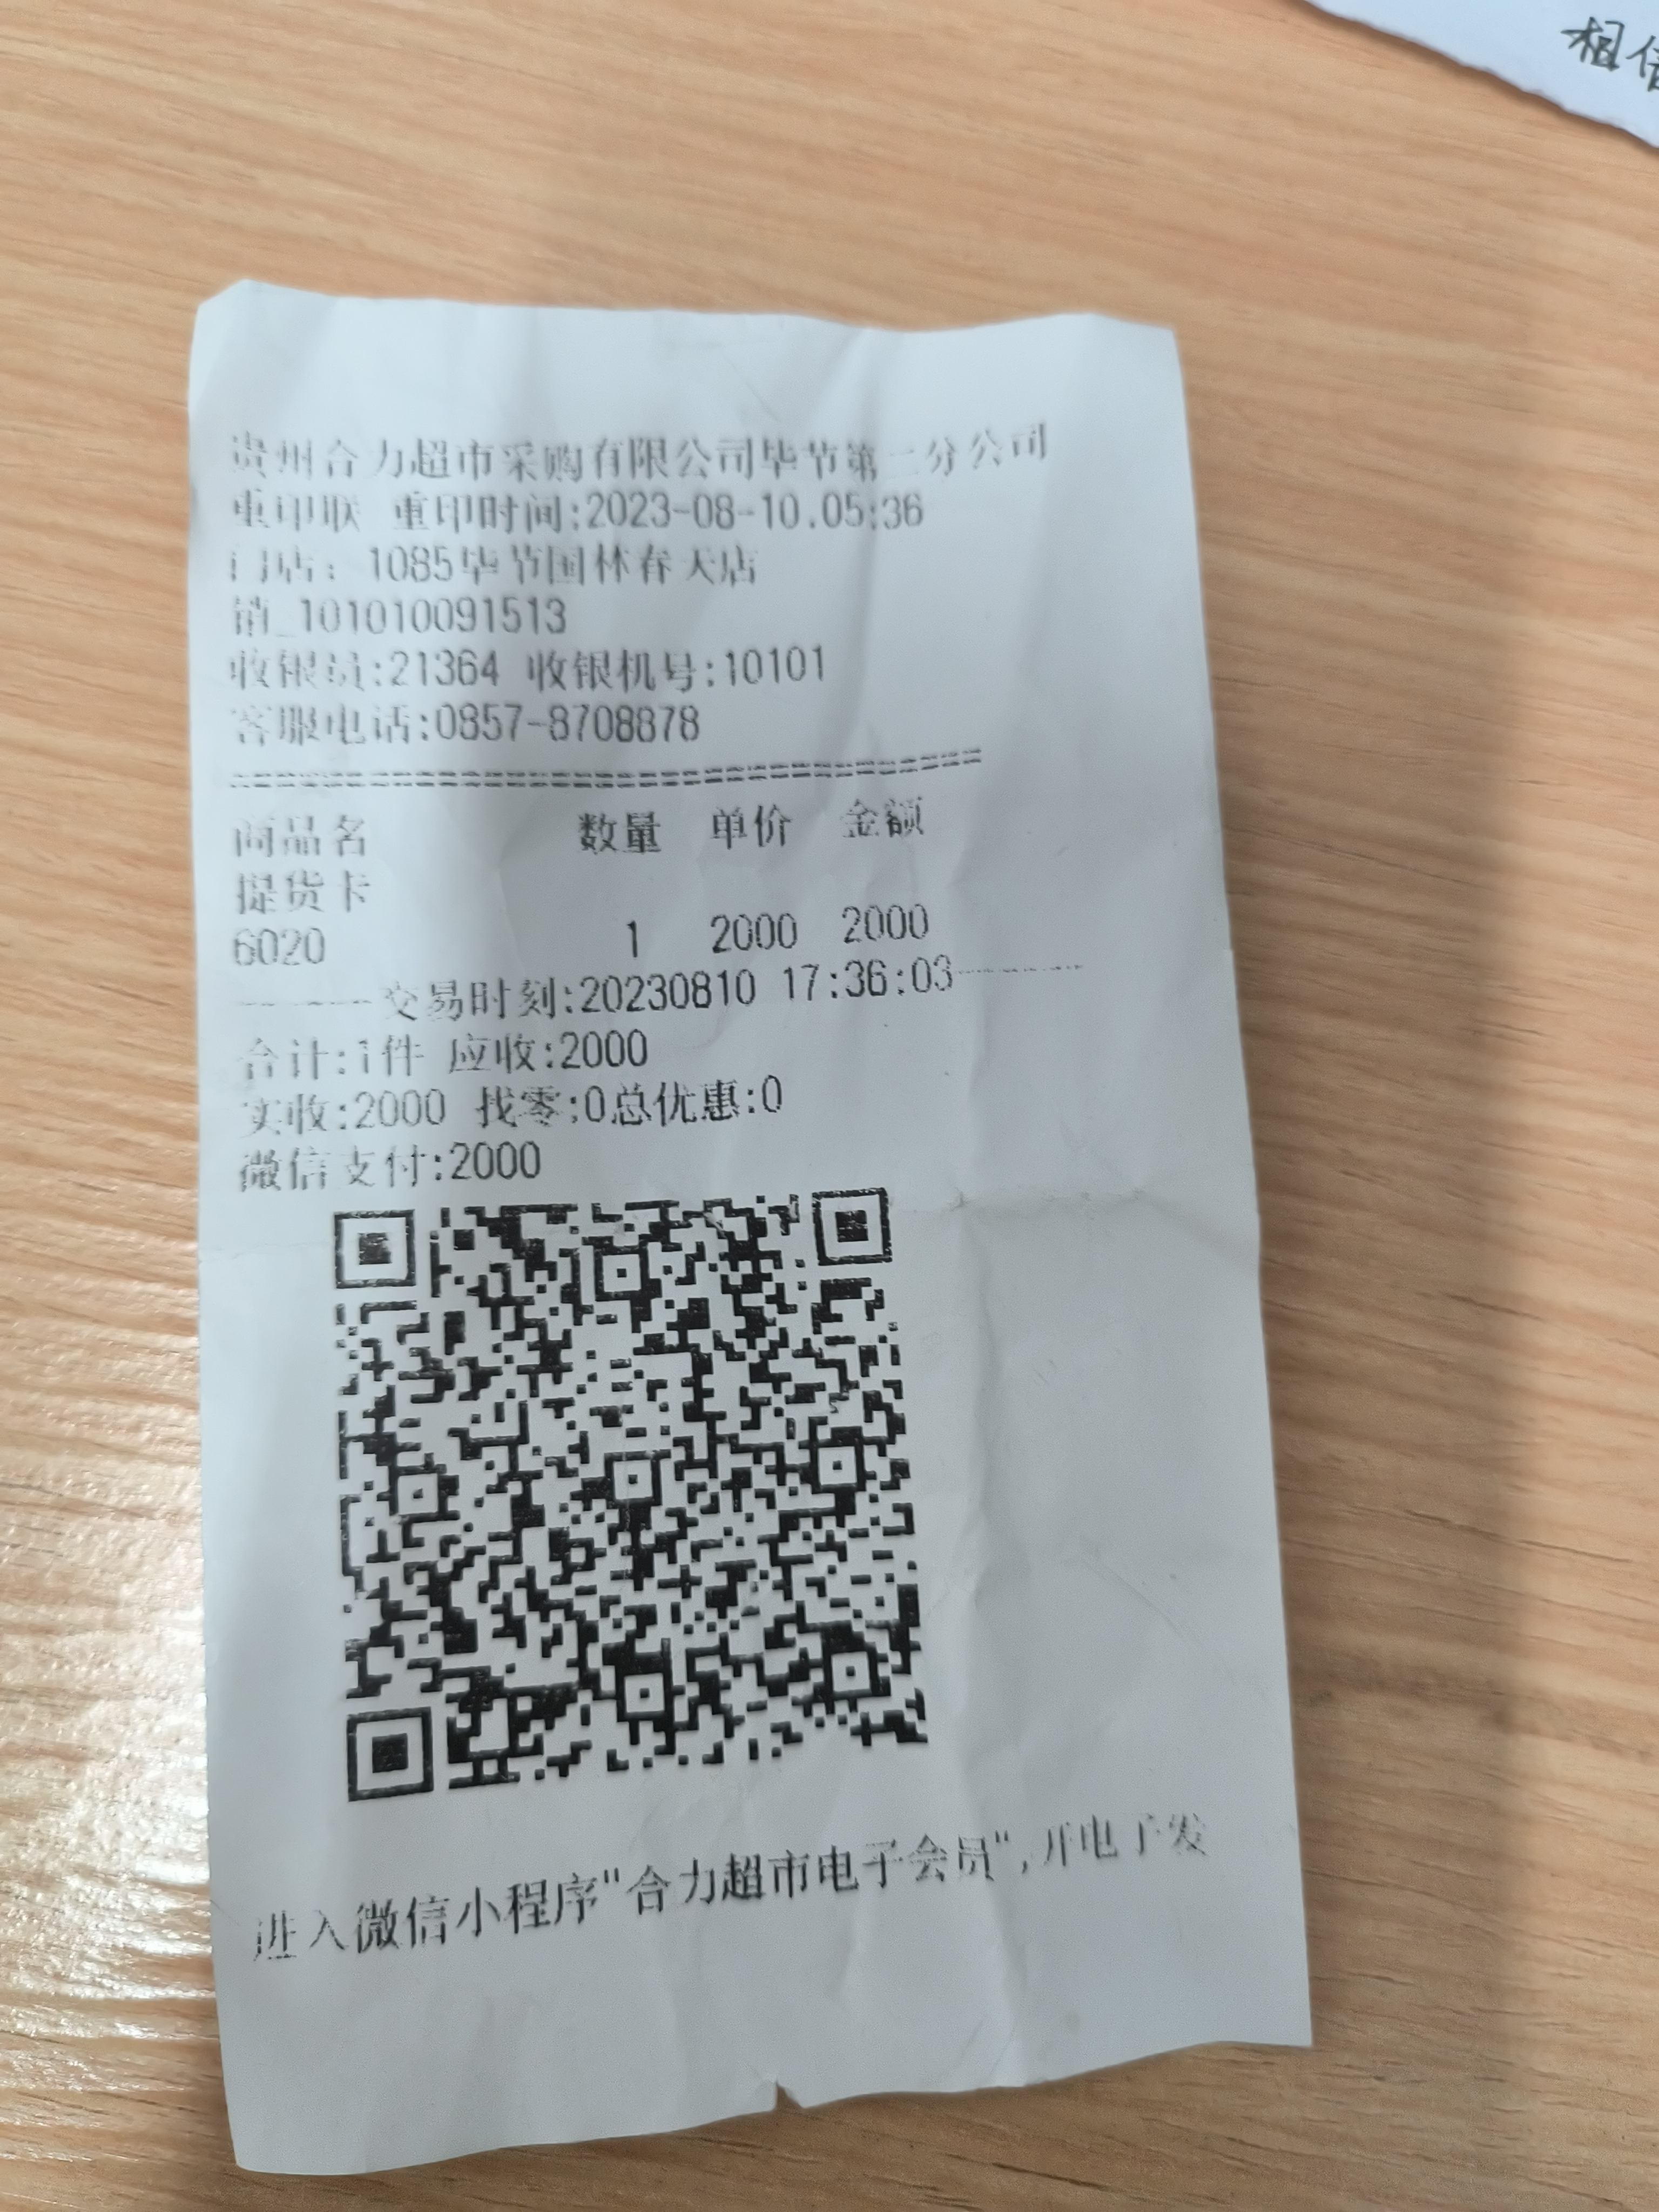 相信
贵州合力超市采购有限公司毕节第二分公司
重印联 重印时间:2023-08-10.05:36
门店: 1085毕节国林春天店
销_101010091513
收银员:21364 收银机号:10101
客服电话:0857-8708878
====================================
商品名 数量 单价 金额
提货卡
6020 1 2000 2000
--------交易时刻:20230810 17:36:03--------
合计:1件 应收:2000
实收:2000 找零:0总优惠:0
微信支付:2000
进入微信小程序"合力超市电子会员",开电子发